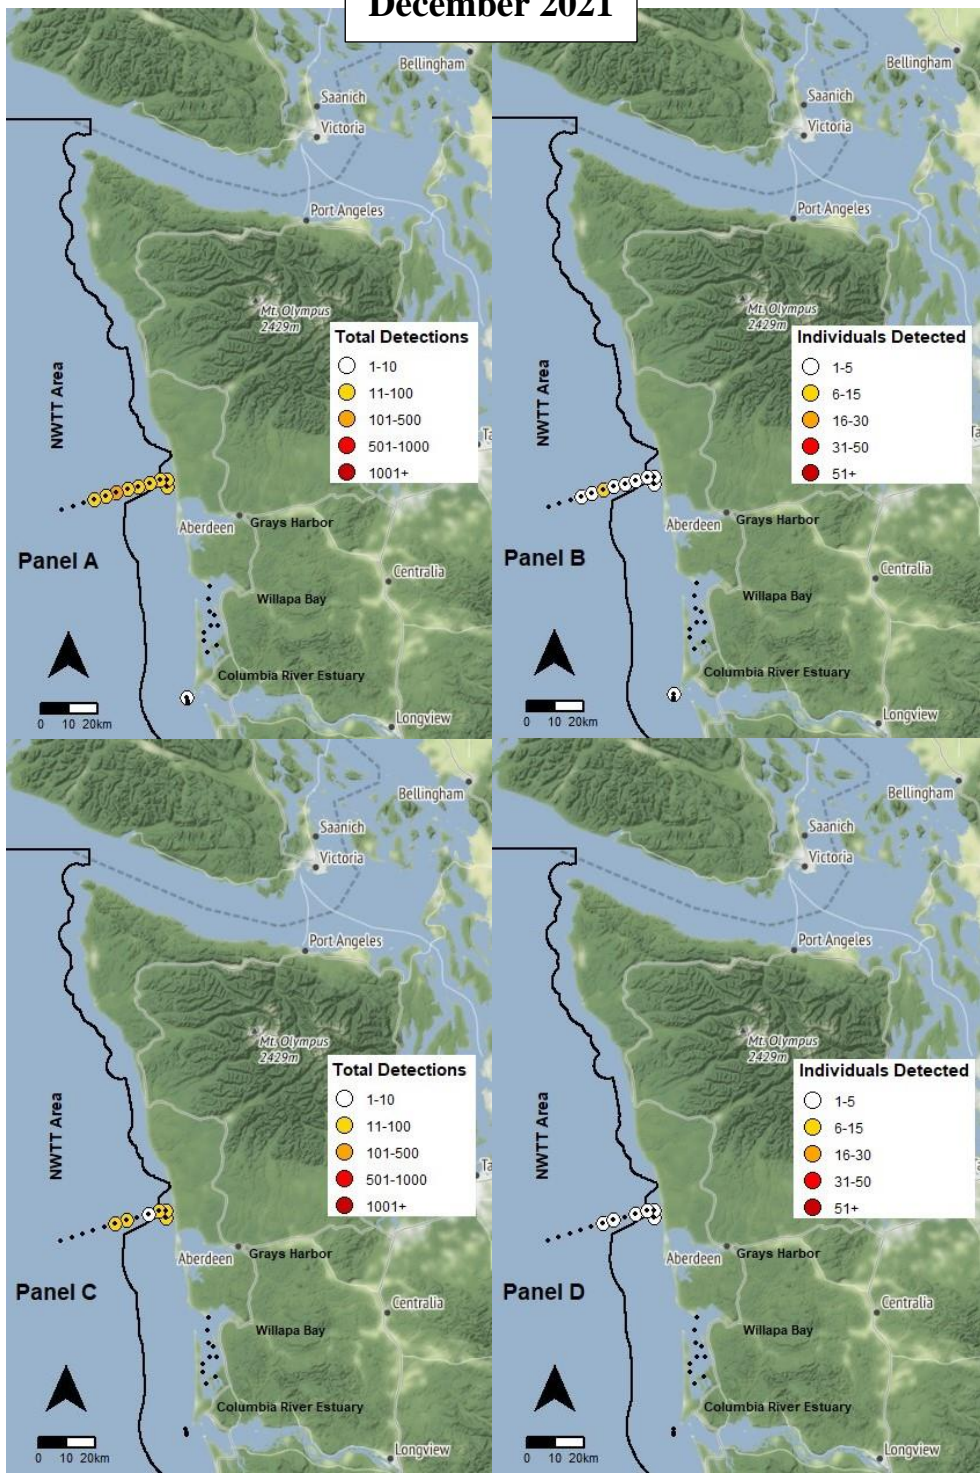 December 2021
Bellingham
Saanich
Victoria
Port Angeles
Mt. Olympus
2429m
Total Detections
1-10
11-100
101-500
501-1000
1001+
NWTT Area
Ta
Aberdeen
Grays Harbor
Panel A
Centralia
Willapa Bay
Columbia River Estuary
0 10 20km
Longview
Bellingham
Saanich
Victoria
Port Angeles
Mt. Olympus
2429m
Individuals Detected
1-5
6-15
16-30
31-50
51+
NWTT Area
Ta
Aberdeen
Grays Harbor
Panel B
Centralia
Willapa Bay
Columbia River Estuary
0 10 20km
Longview
Bellingham
Saanich
Victoria
Port Angeles
Mt. Olympus
2429m
Total Detections
1-10
11-100
101-500
501-1000
1001+
NWTT Area
Ta
Aberdeen
Grays Harbor
Panel C
Centralia
Willapa Bay
Columbia River Estuary
0 10 20km
Longview
Bellingham
Saanich
Victoria
Port Angeles
Mt. Olympus
2429m
Individuals Detected
1-5
6-15
16-30
31-50
51+
NWTT Area
Ta
Aberdeen
Grays Harbor
Panel D
Centralia
Willapa Bay
Columbia River Estuary
0 10 20km
Longview